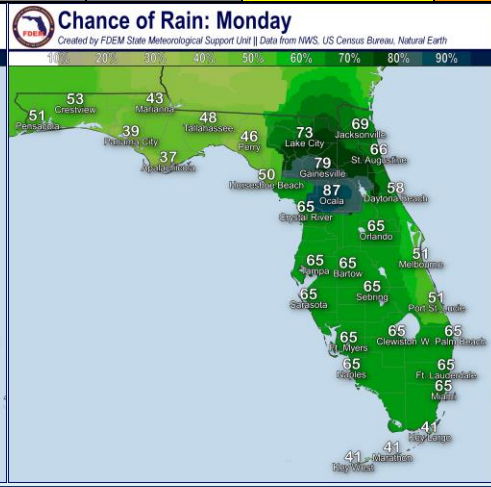 FDEM
Chance of Rain: Monday
Created by FDEM State Meteorological Support Unit || Data from NWS, US Census Bureau, Natural Earth
10% 20% 30% 40% 50% 60% 70% 80% 90%
53
Crestview
43
Marianna
51
Pensacola
48
Tallahassee
39
Panama City
46
Perry
73
Lake City
69
Jacksonville
66
St. Augustine
37
Apalachicola
79
Gainesville
50
Horseshoe Beach
87
Ocala
58
Daytona Beach
65
Crystal River
65
Orlando
51
Melbourne
65
Tampa
65
Bartow
65
Sebring
65
Sarasota
51
Port St. Lucie
65
Ft. Myers
65
Clewiston
65
W Palm Beach
65
Naples
65
Ft. Lauderdale
65
Miami
41
Key Largo
41
Marathon
41
Key West